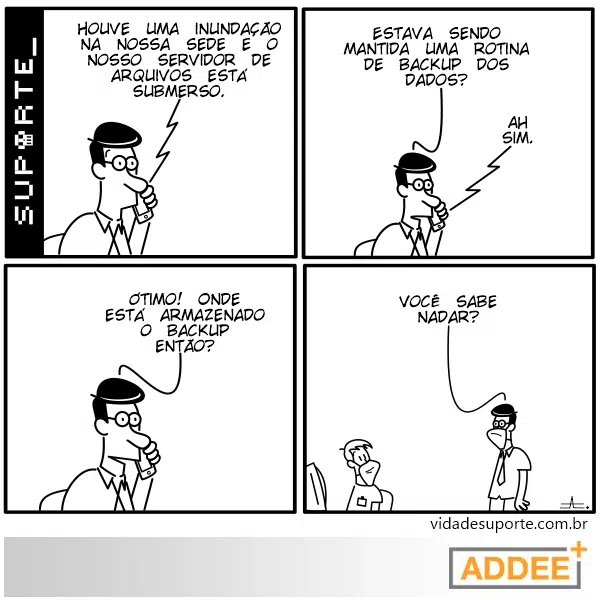 SUPORTE_
HOUVE UMA INUNDAÇÃO
NA NOSSA SEDE E O
NOSSO SERVIDOR DE
ARQUIVOS ESTÁ
SUBMERSO.
ESTAVA SENDO
MANTIDA UMA ROTINA
DE BACKUP DOS
DADOS?
AH
SIM.
ÓTIMO! ONDE
ESTÁ ARMAZENADO
O BACKUP
ENTÃO?
VOCÊ SABE
NADAR?
vidadesuporte.com.br
ADDEE+